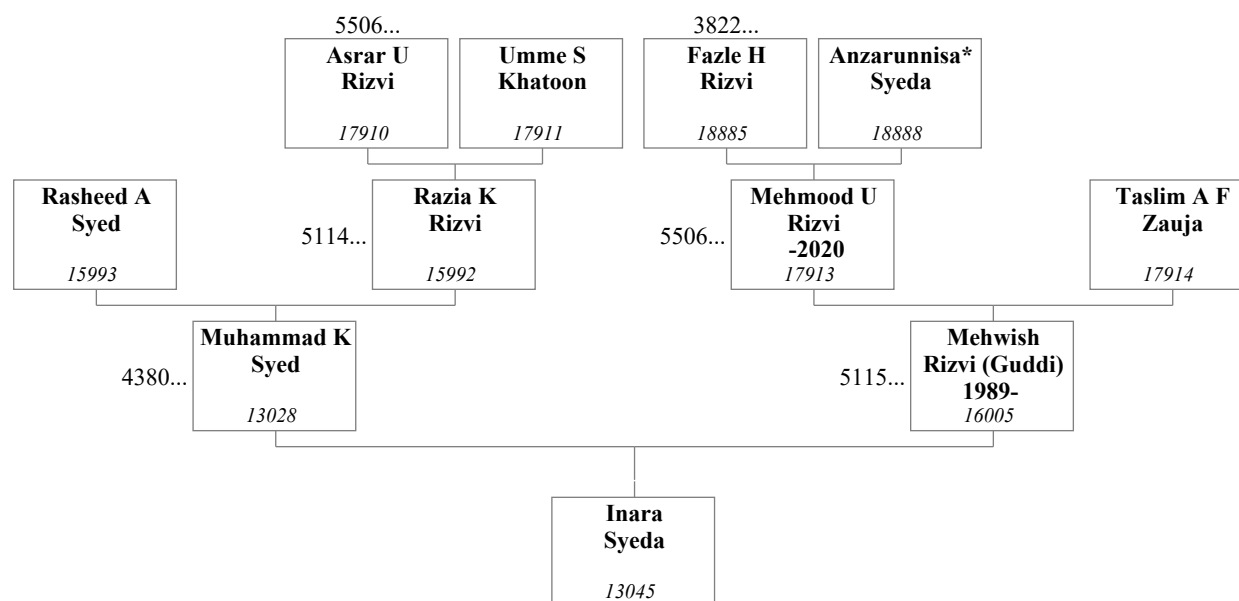 5506...
Asrar U
Rizvi
17910
Umme S
Khatoon
17911
3822...
Fazle H
Rizvi
18885
Anzarunnisa*
Syeda
18888
Rasheed A
Syed
15993
5114...
Razia K
Rizvi
15992
5506...
Mehmood U
Rizvi
-2020
17913
Taslim A F
Zauja
17914
4380...
Muhammad K
Syed
13028
5115...
Mehwish
Rizvi (Guddi)
1989-
16005
Inara
Syeda
13045